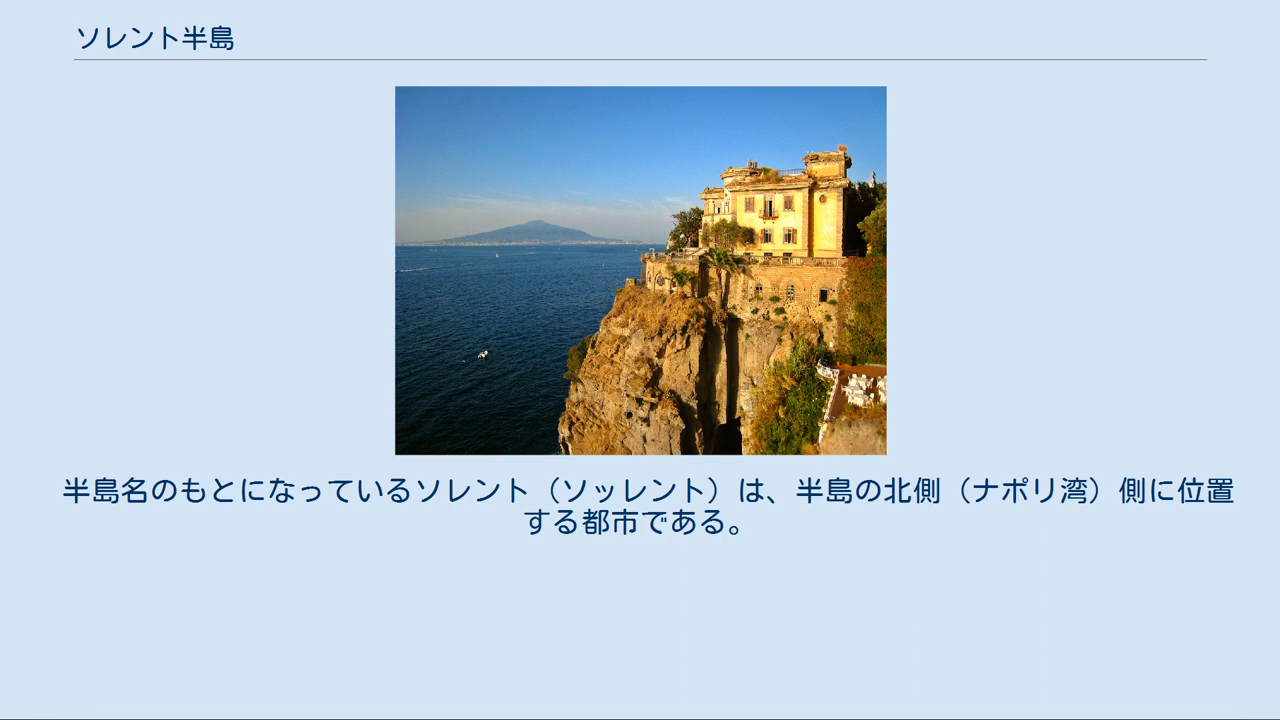 ソレント半島
半島名のもとになっているソレント（ソッレント）は、半島の北側（ナポリ湾）側に位置
する都市である。